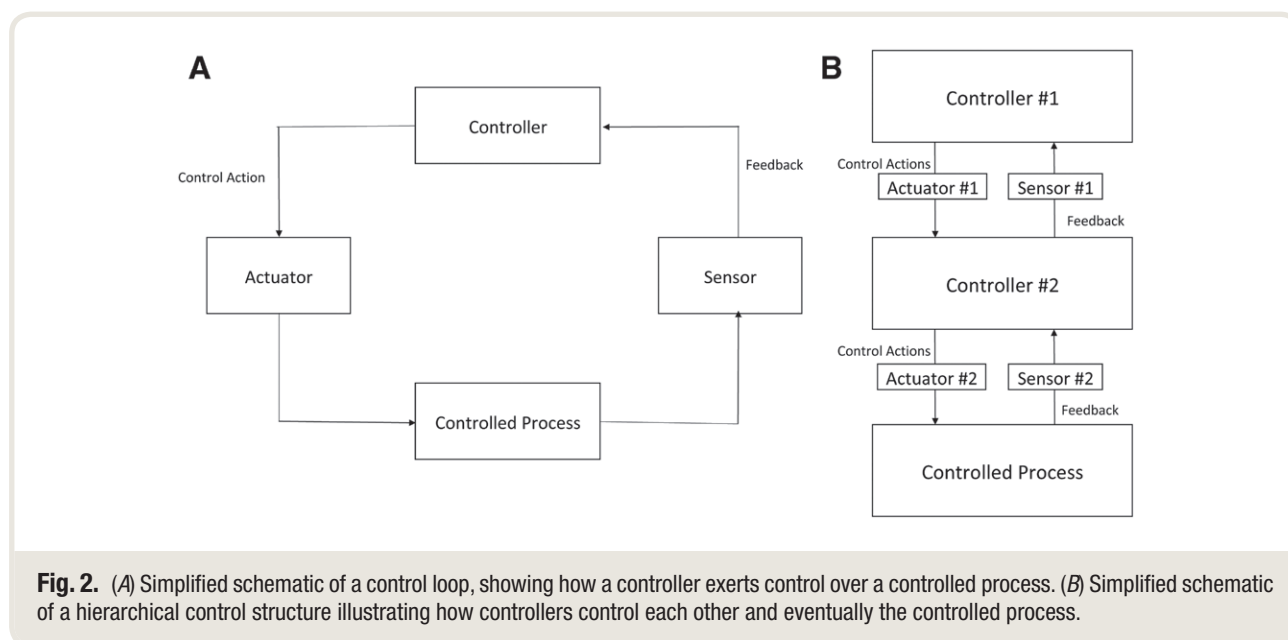 A
Controller
Control Action
Feedback
Actuator
Sensor
Controlled Process
B
Controller #1
Control Actions
Actuator #1
Sensor #1
Feedback
Controller #2
Control Actions
Actuator #2
Sensor #2
Feedback
Controlled Process
Fig. 2. (A) Simplified schematic of a control loop, showing how a controller exerts control over a controlled process. (B) Simplified schematic
of a hierarchical control structure illustrating how controllers control each other and eventually the controlled process.